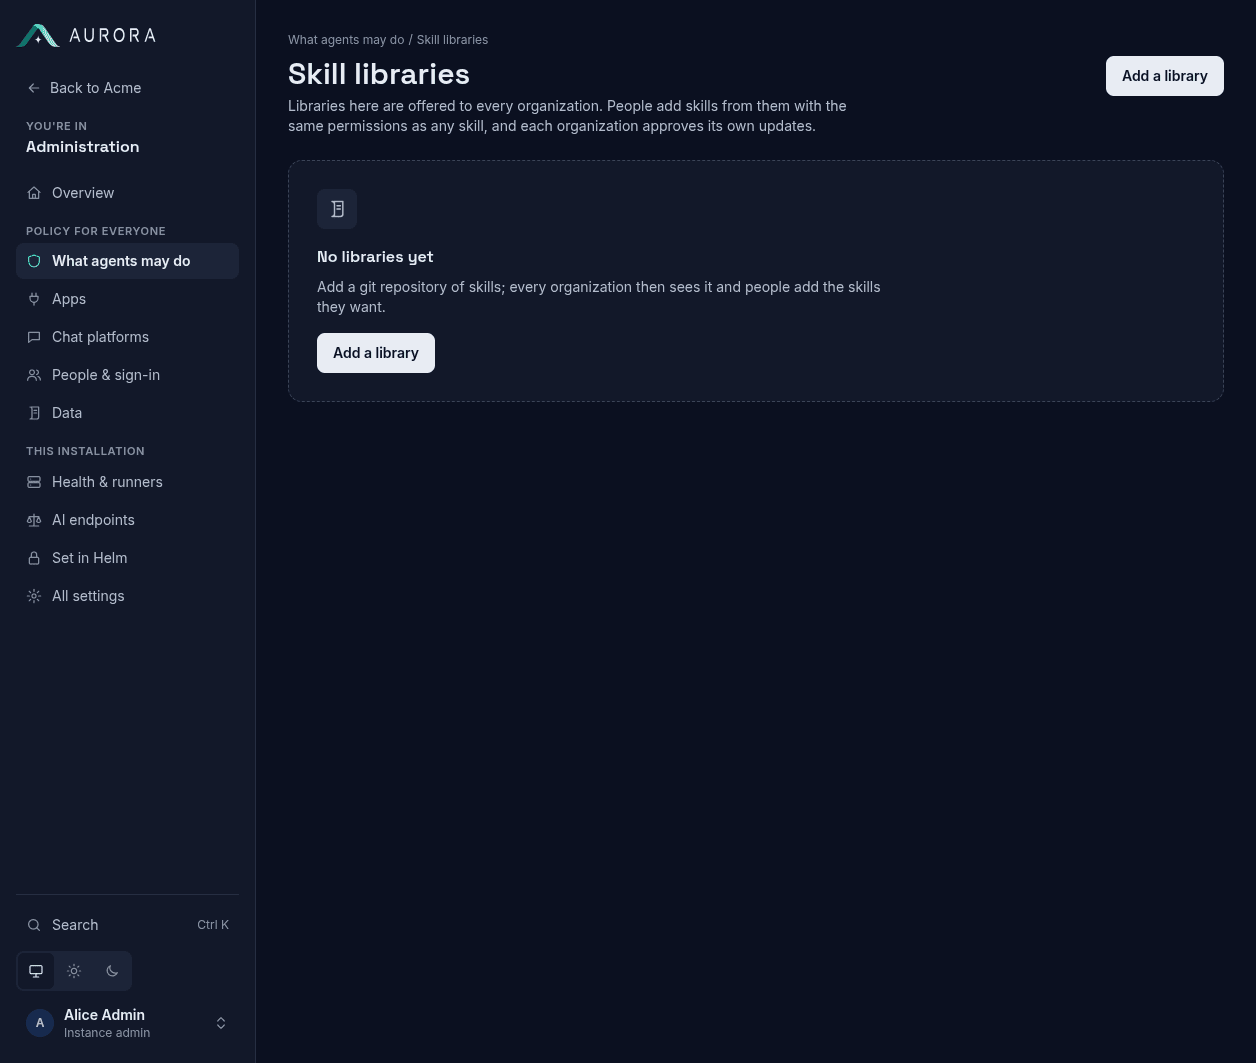 AURORA
Back to Acme
YOU'RE IN
Administration
Overview
POLICY FOR EVERYONE
What agents may do
Apps
Chat platforms
People & sign-in
Data
THIS INSTALLATION
Health & runners
AI endpoints
Set in Helm
All settings
Search
Ctrl K
A
Alice Admin
Instance admin
What agents may do / Skill libraries
Skill libraries
Add a library
Libraries here are offered to every organization. People add skills from them with the
same permissions as any skill, and each organization approves its own updates.
No libraries yet
Add a git repository of skills; every organization then sees it and people add the skills
they want.
Add a library